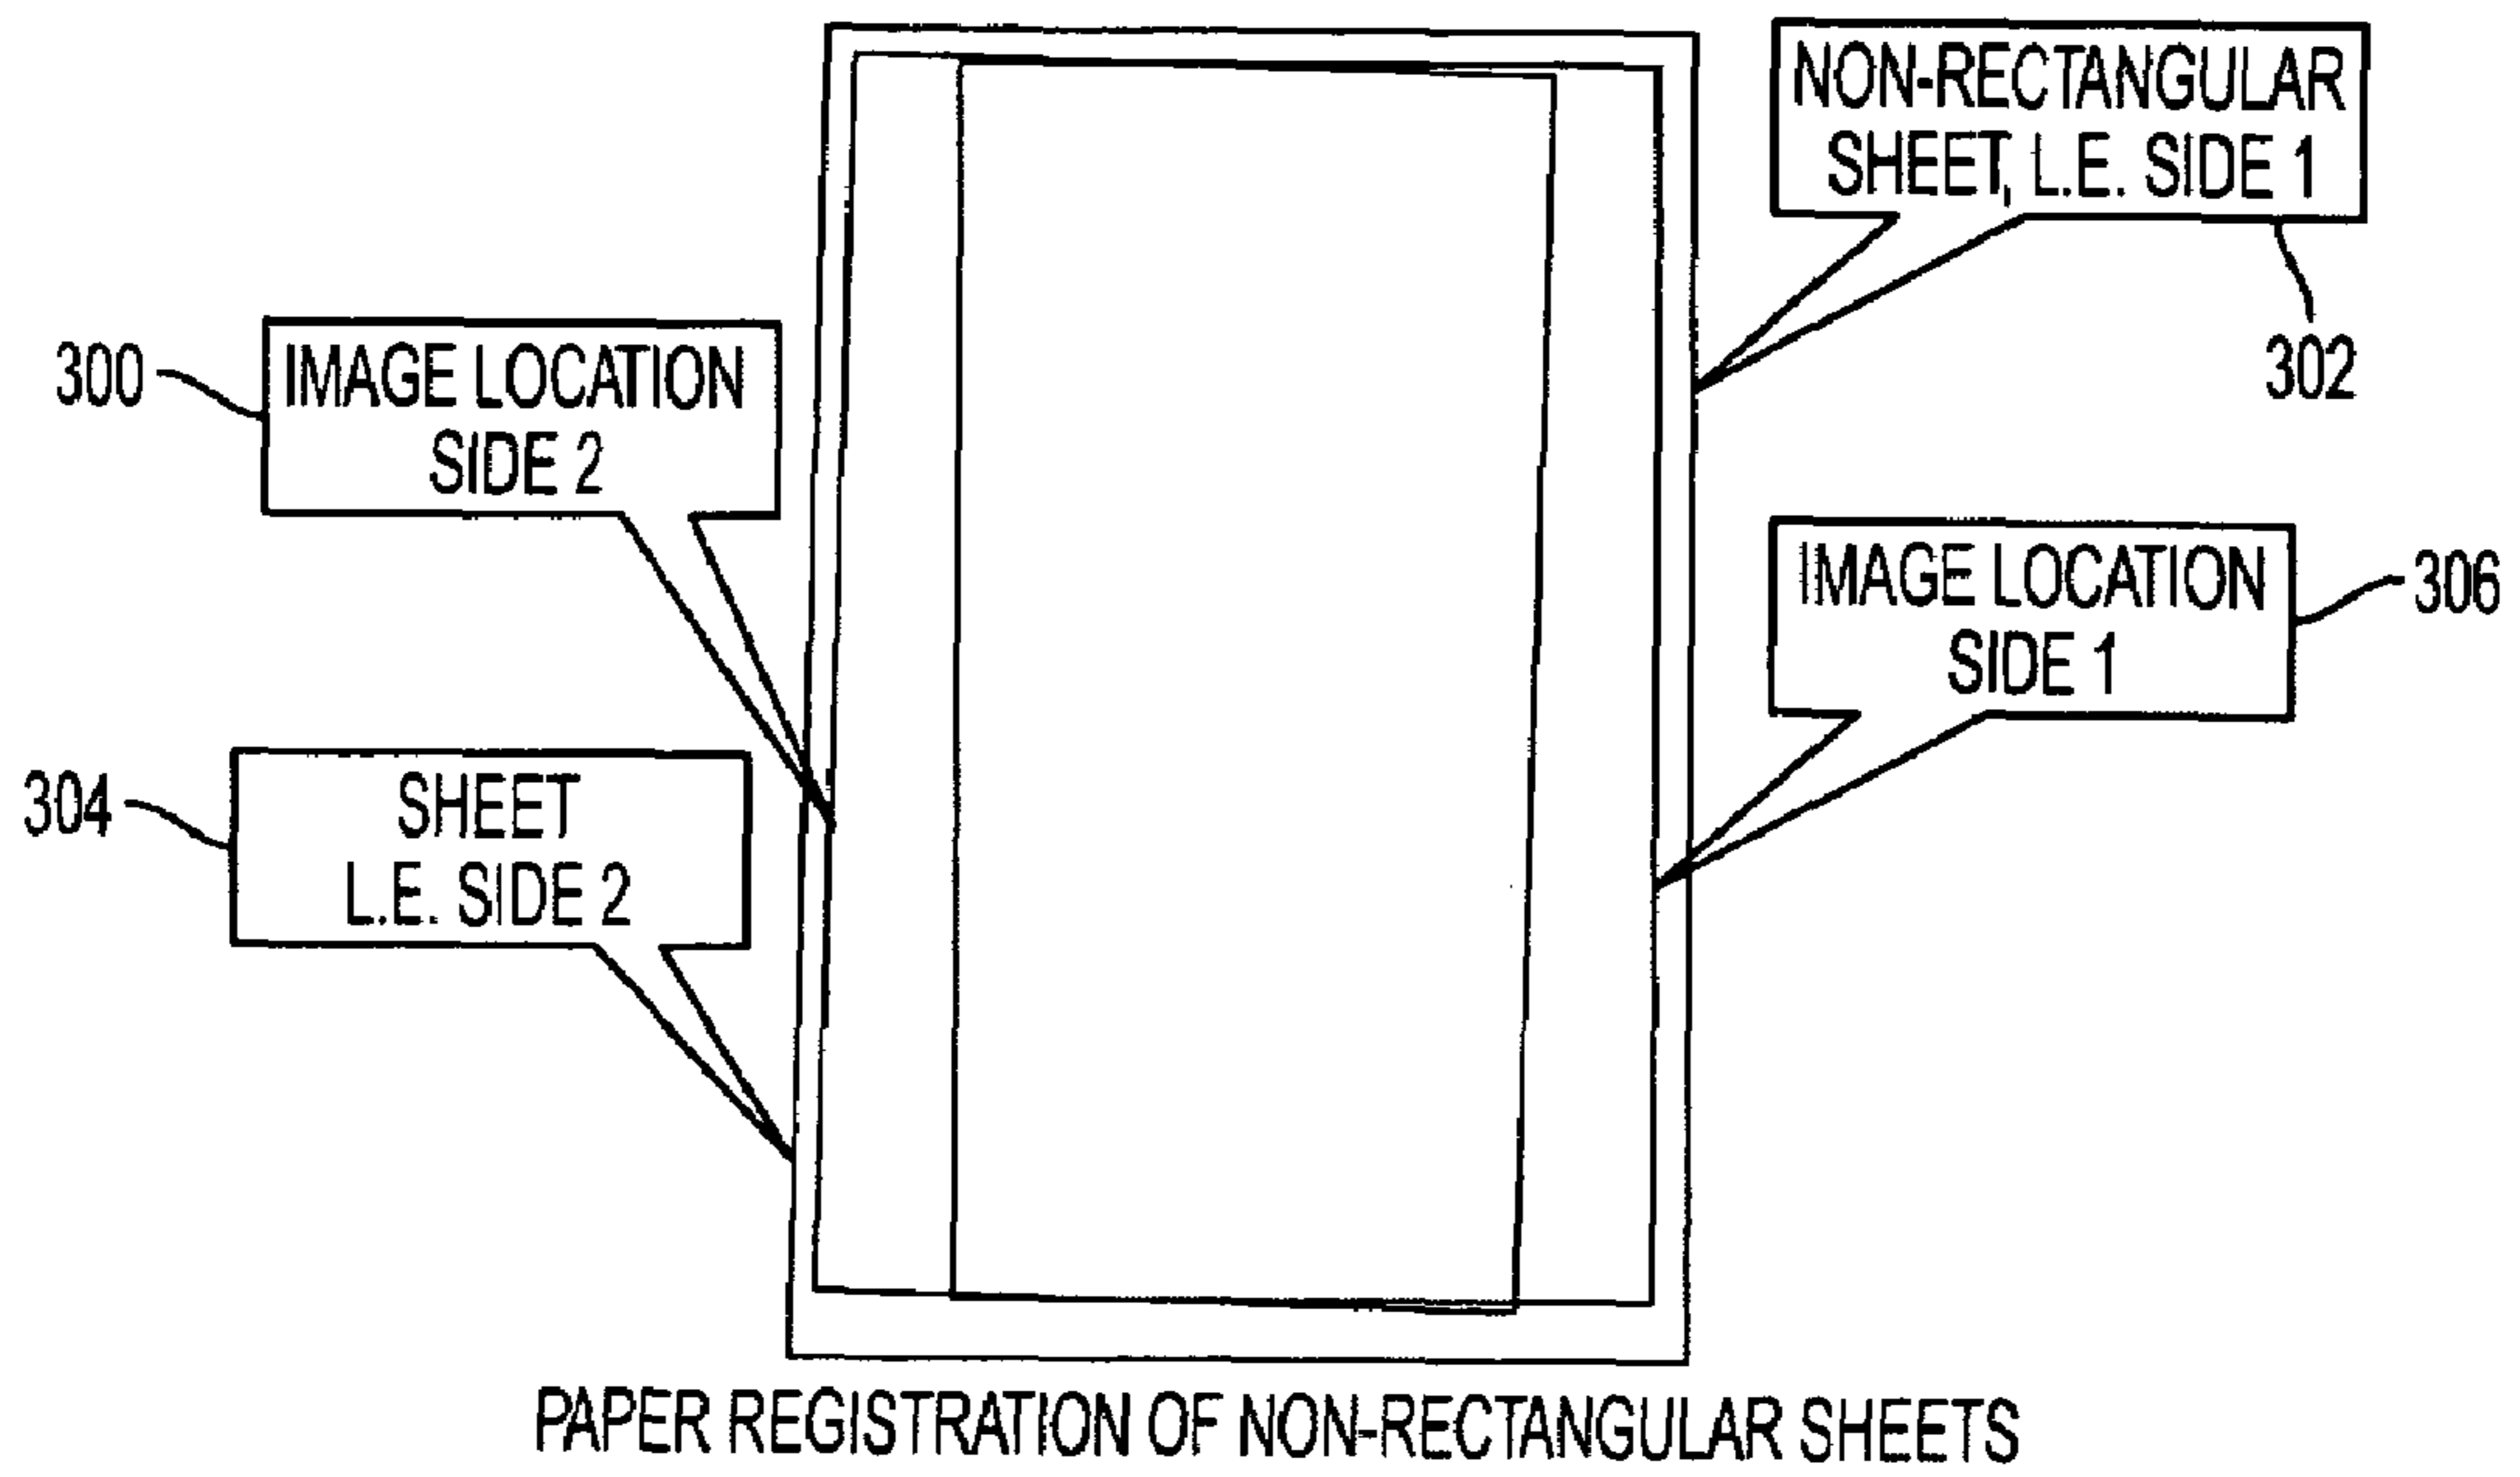 NON-RECTANGULAR
SHEET, L.E. SIDE 1
302
300
IMAGE LOCATION
SIDE 2
IMAGE LOCATION
SIDE 1
306
304
SHEET
L.E. SIDE 2
PAPER REGISTRATION OF NON-RECTANGULAR SHEETS